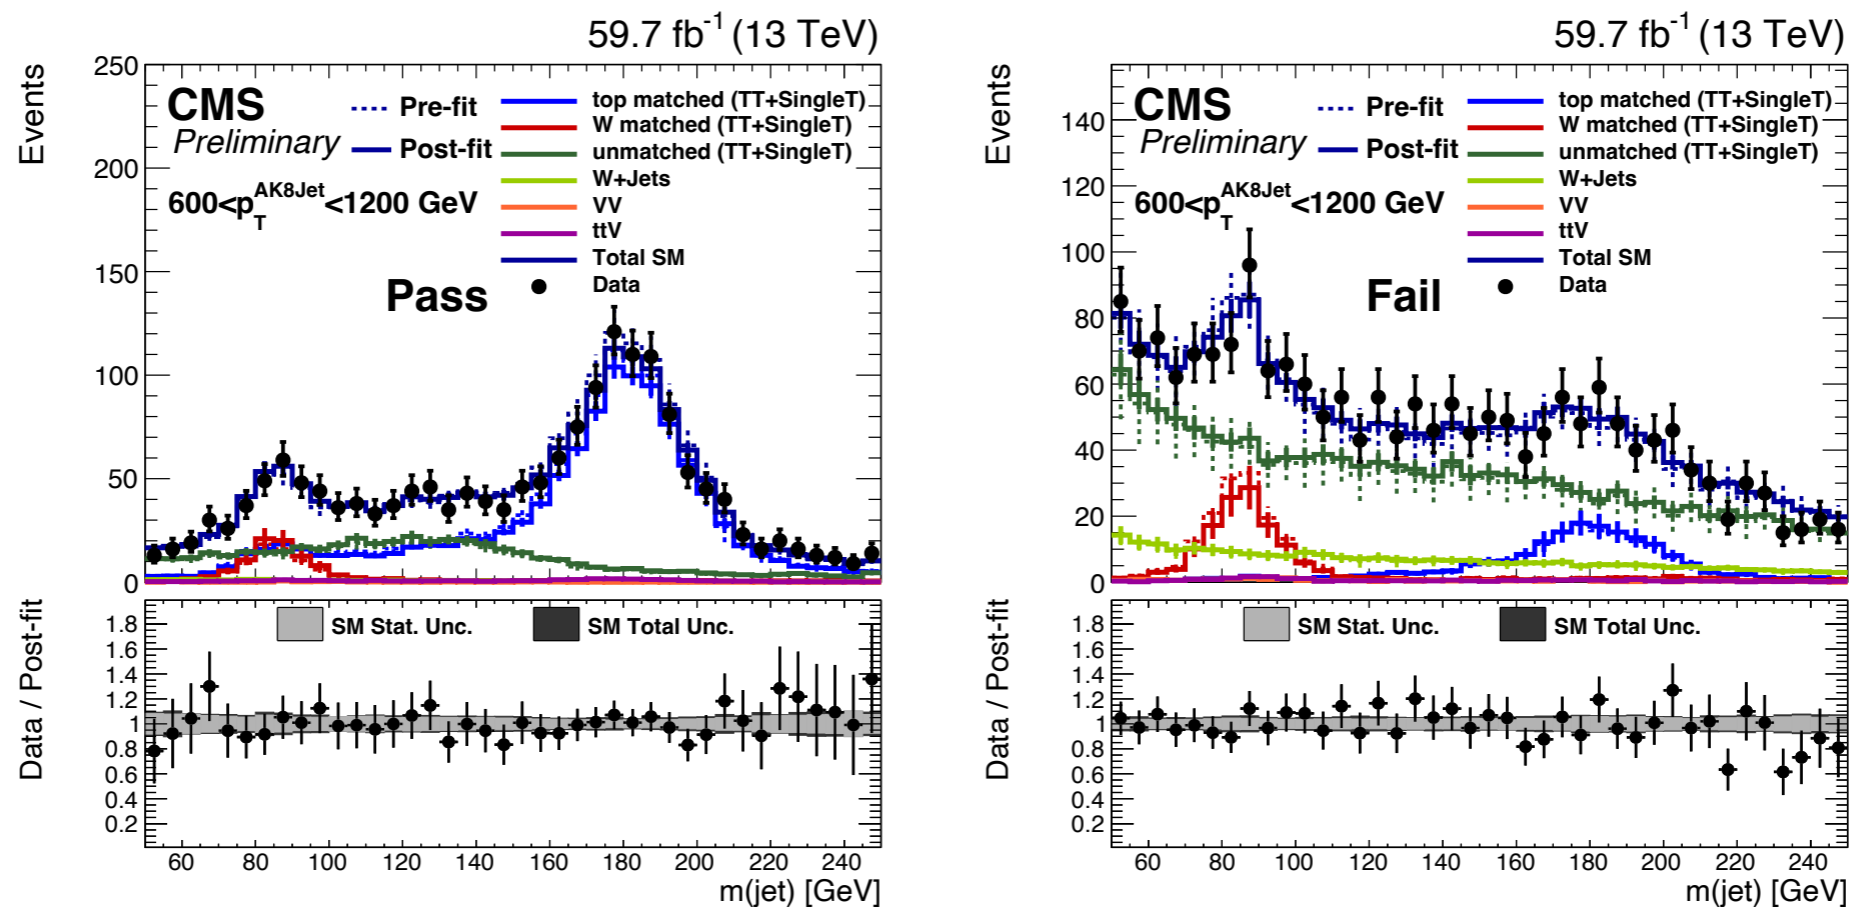 59.7 fb⁻¹ (13 TeV)
Events
250
200
150
100
50
0
CMS
Preliminary
Pre-fit
Post-fit
600<p_T^AK8Jet<1200 GeV
top matched (TT+SingleT)
W matched (TT+SingleT)
unmatched (TT+SingleT)
W+Jets
VV
ttV
Total SM
Data
Pass
Data / Post-fit
1.8
1.6
1.4
1.2
1
0.8
0.6
0.4
0.2
SM Stat. Unc.
SM Total Unc.
60 80 100 120 140 160 180 200 220 240
m(jet) [GeV]
59.7 fb⁻¹ (13 TeV)
Events
140
120
100
80
60
40
20
0
CMS
Preliminary
Pre-fit
Post-fit
600<p_T^AK8Jet<1200 GeV
top matched (TT+SingleT)
W matched (TT+SingleT)
unmatched (TT+SingleT)
W+Jets
VV
ttV
Total SM
Data
Fail
Data / Post-fit
1.8
1.6
1.4
1.2
1
0.8
0.6
0.4
0.2
SM Stat. Unc.
SM Total Unc.
60 80 100 120 140 160 180 200 220 240
m(jet) [GeV]